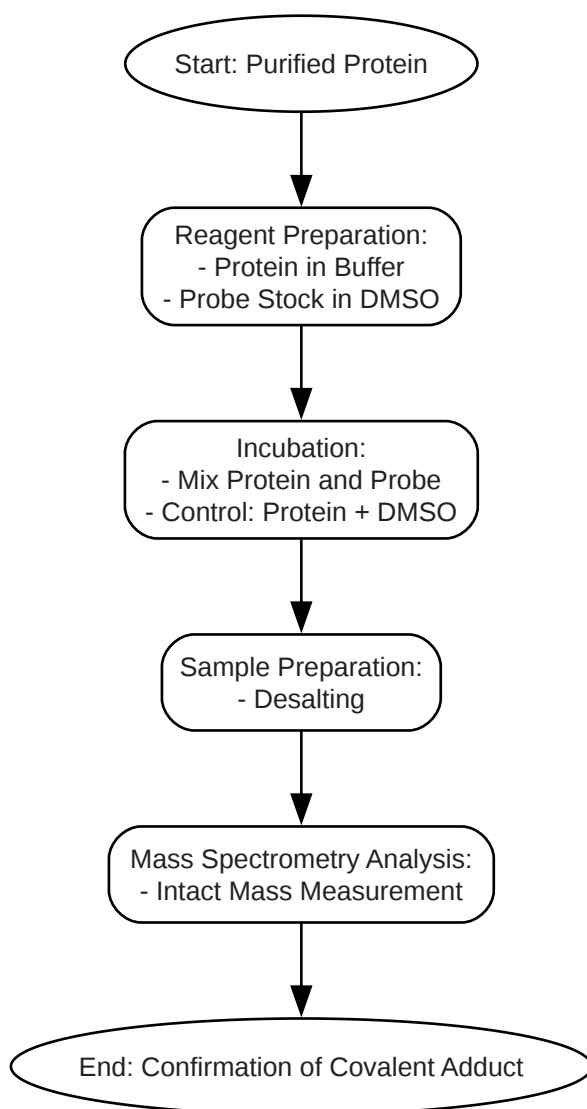 Start: Purified Protein
Reagent Preparation:
- Protein in Buffer
- Probe Stock in DMSO
Incubation:
- Mix Protein and Probe
- Control: Protein + DMSO
Sample Preparation:
- Desalting
Mass Spectrometry Analysis:
- Intact Mass Measurement
End: Confirmation of Covalent Adduct